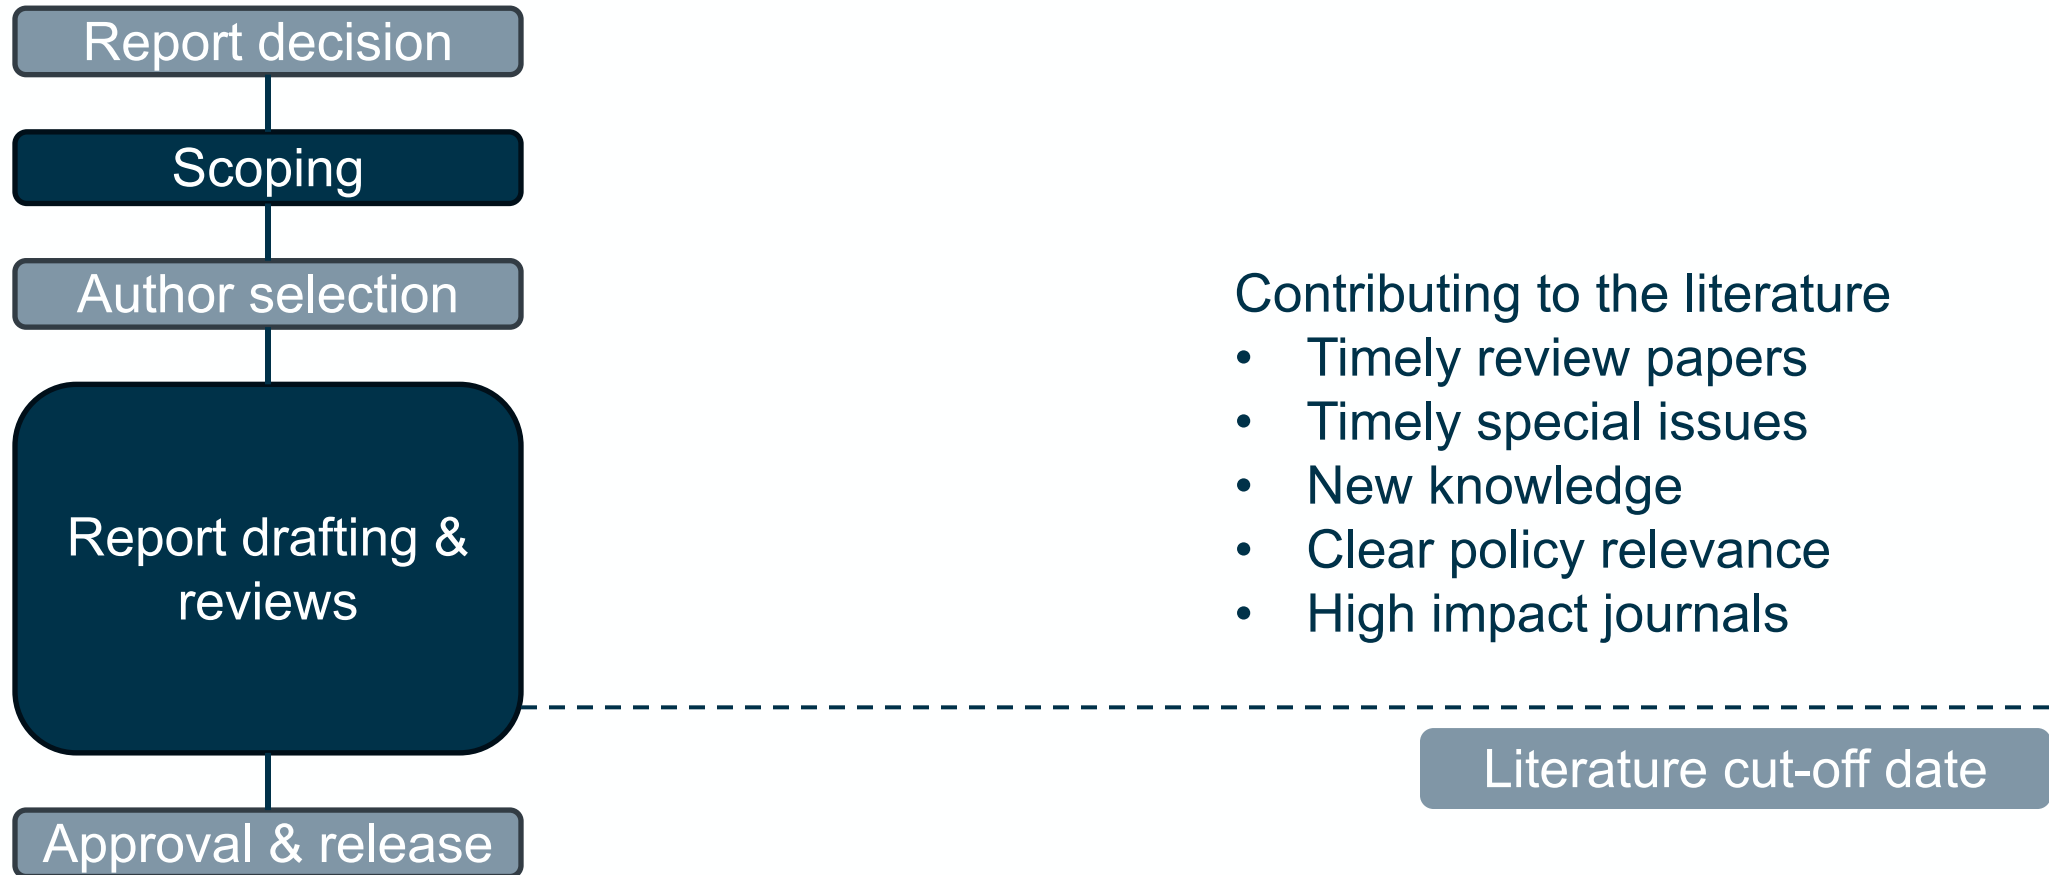 Report decision
Scoping
Author selection
Report drafting &
reviews
Approval & release
Contributing to the literature
• Timely review papers
• Timely special issues
• New knowledge
• Clear policy relevance
• High impact journals
Literature cut-off date